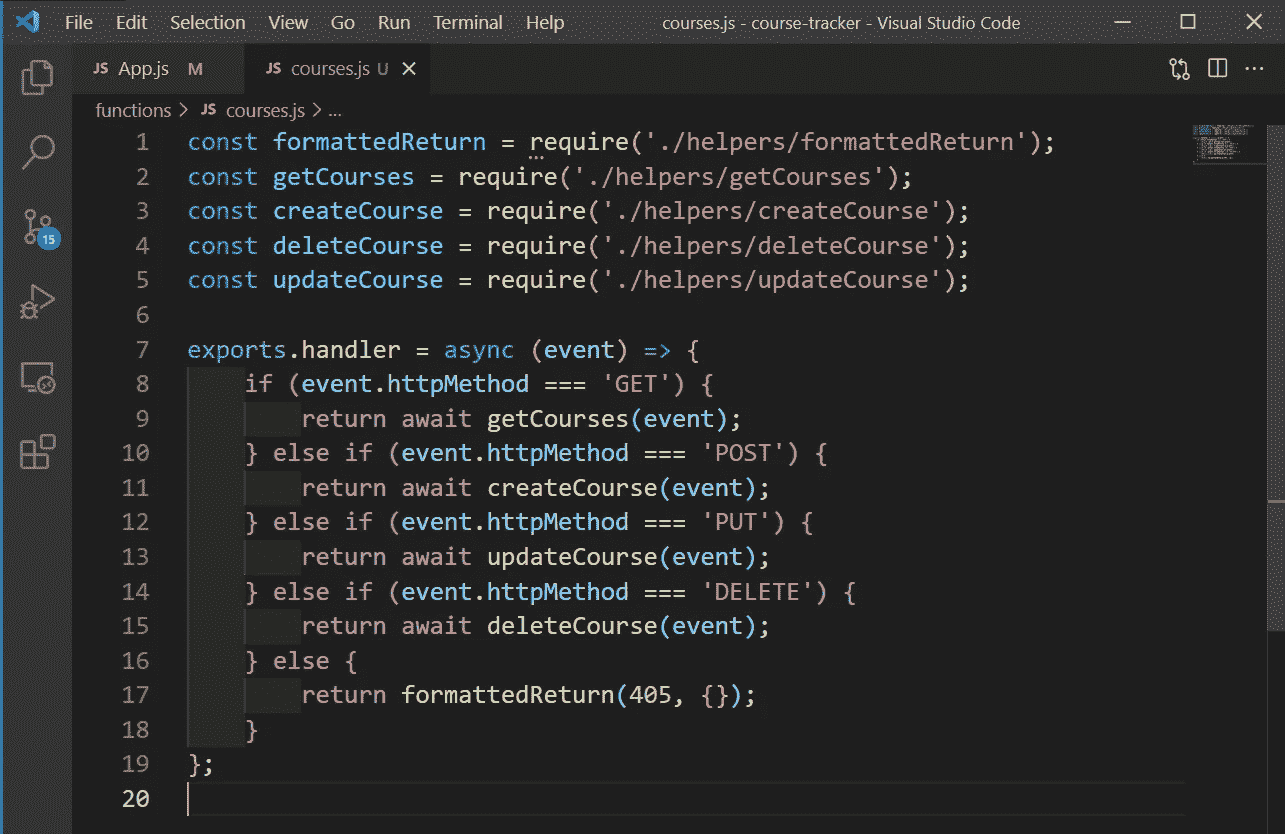 File Edit Selection View Go Run Terminal Help courses.js - course-tracker - Visual Studio Code
JS App.js M JS courses.js U
functions > JS courses.js > ...
1 const formattedReturn = require('./helpers/formattedReturn');
2 const getCourses = require('./helpers/getCourses');
3 const createCourse = require('./helpers/createCourse');
4 const deleteCourse = require('./helpers/deleteCourse');
5 const updateCourse = require('./helpers/updateCourse');
6
7 exports.handler = async (event) => {
8     if (event.httpMethod === 'GET') {
9         return await getCourses(event);
10     } else if (event.httpMethod === 'POST') {
11         return await createCourse(event);
12     } else if (event.httpMethod === 'PUT') {
13         return await updateCourse(event);
14     } else if (event.httpMethod === 'DELETE') {
15         return await deleteCourse(event);
16     } else {
17         return formattedReturn(405, {});
18     }
19 };
20
15